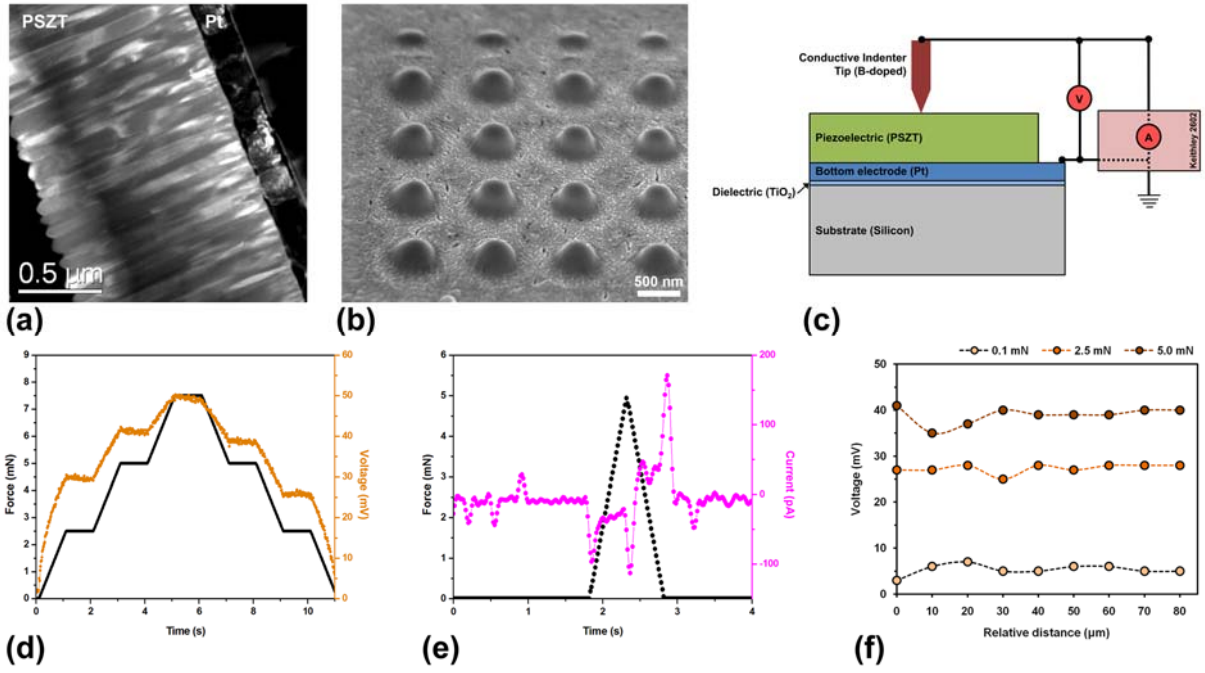 PSZT Pt
0.5 μm
(a)
500 nm
(b)
Conductive Indenter
Tip (B-doped)
V
A
Keithley 2602
Piezoelectric (PSZT)
Bottom electrode (Pt)
Dielectric (TiO2)
Substrate (Silicon)
(c)
9
8
7
6
5
4
3
2
1
0
Force (mN)
60
50
40
30
20
10
0
Voltage (mV)
0 2 4 6 8 10
Time (s)
(d)
6
5
4
3
2
1
0
Force (mN)
200
100
0
-100
Current (pA)
0 1 2 3 4
Time (s)
(e)
0.1 mN 2.5 mN 5.0 mN
50
40
30
20
10
0
Voltage (mV)
0 10 20 30 40 50 60 70 80
Relative distance (μm)
(f)